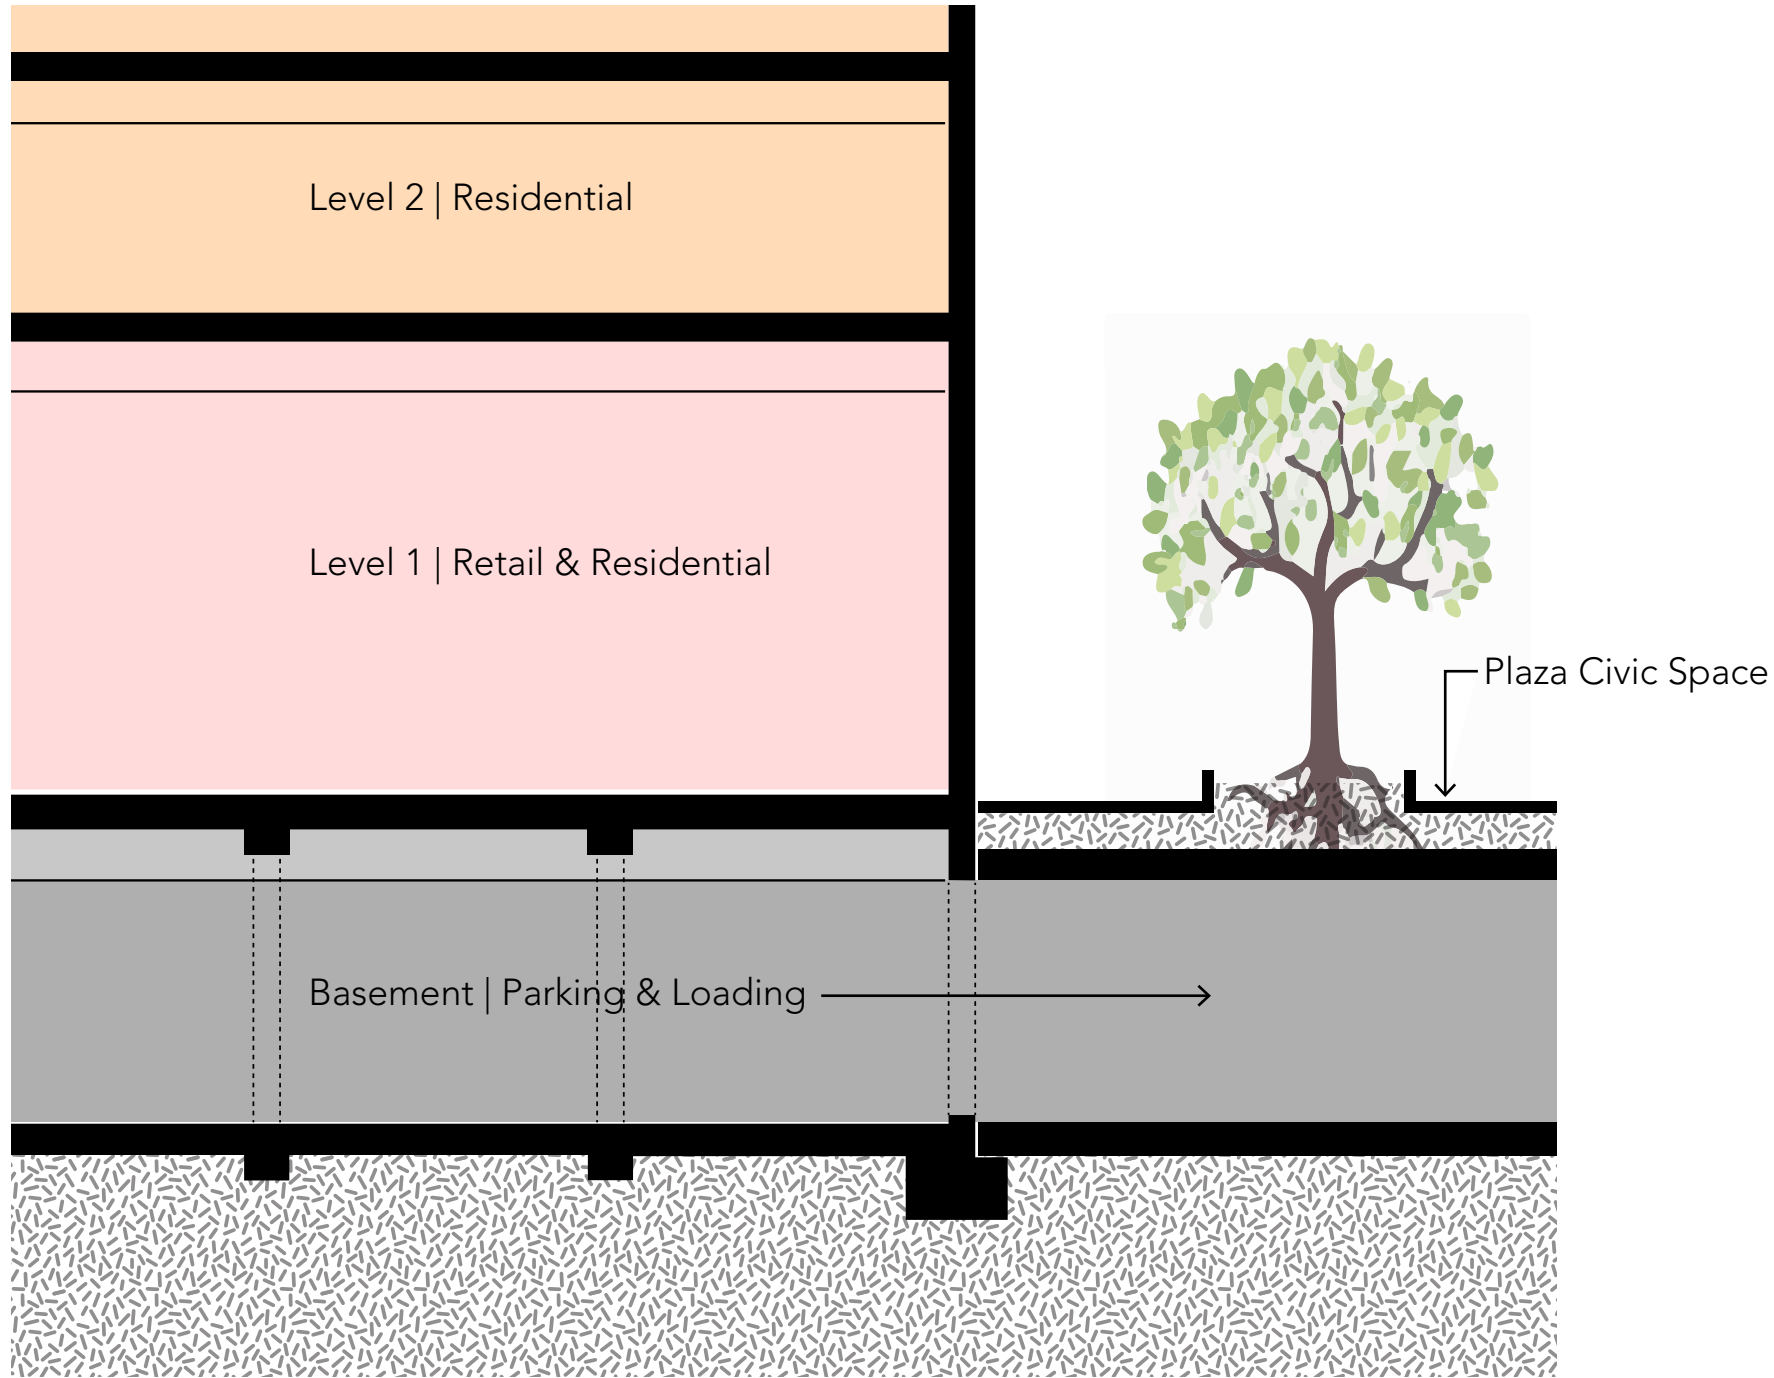 Level 2 | Residential
Level 1 | Retail & Residential
Plaza Civic Space
Basement | Parking & Loading